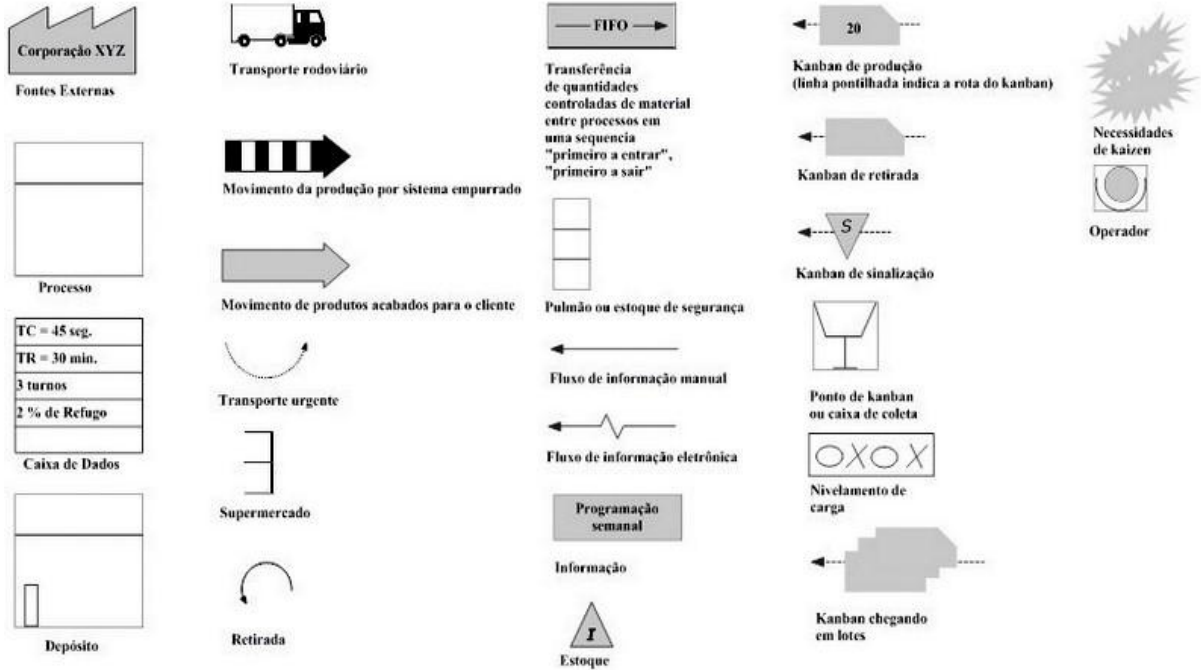 Corporação XYZ
Fontes Externas
Processo
TC = 45 seg.
TR = 30 min.
3 turnos
2 % de Refugo
Caixa de Dados
Depósito
Transporte rodoviário
Movimento da produção por sistema empurrado
Movimento de produtos acabados para o cliente
Transporte urgente
Supermercado
Retirada
FIFO
Transferência
de quantidades
controladas de material
entre processos em
uma sequencia
"primeiro a entrar",
"primeiro a sair"
Pulmão ou estoque de segurança
Fluxo de informação manual
Fluxo de informação eletrônica
Programação
semanal
Informação
I
Estoque
20
Kanban de produção
(linha pontilhada indica a rota do kanban)
Kanban de retirada
S
Kanban de sinalização
Ponto de kanban
ou caixa de coleta
OXOX
Nivelamento de
carga
Kanban chegando
em lotes
Necessidades
de kaizen
Operador